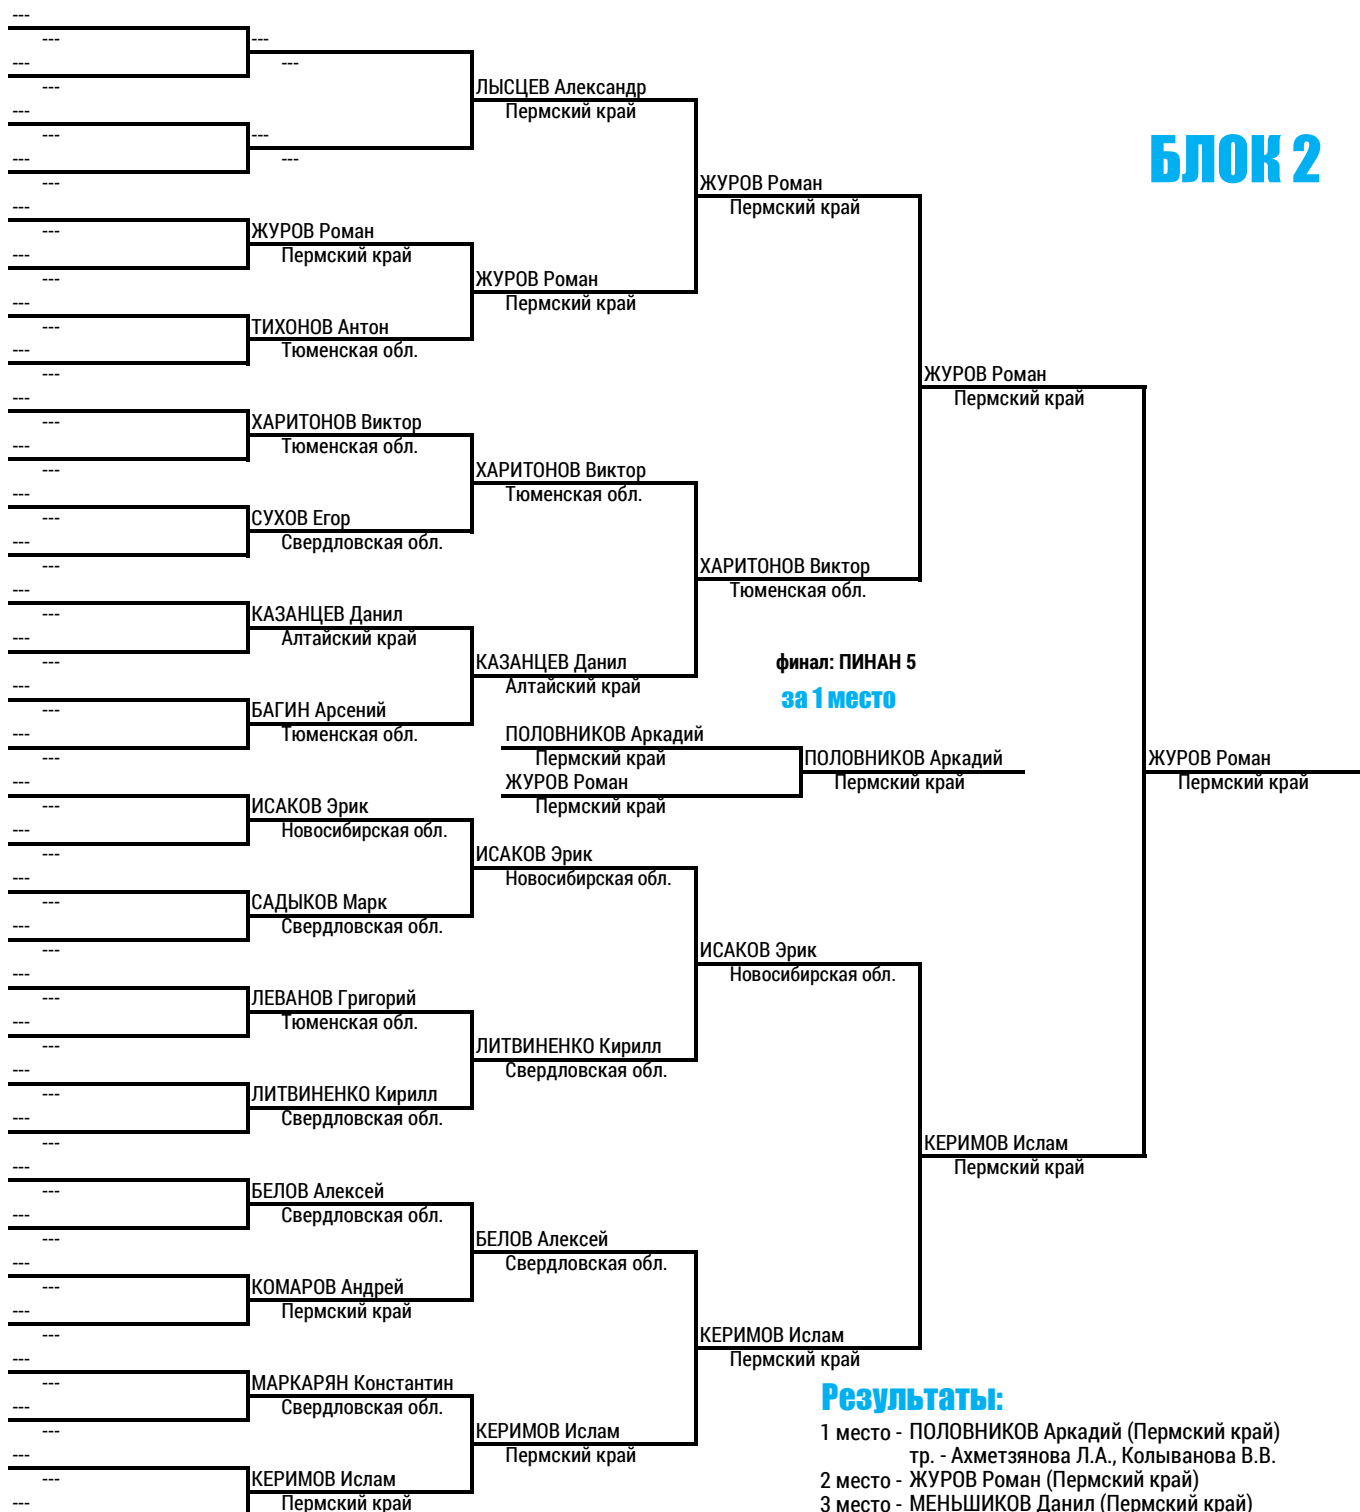 ---
---
---
---
---
---
---
---
---
---
---
---
ЛЫСЦЕВ Александр
Пермский край
---
---
---
---
---
---
---
---
ЖУРОВ Роман
Пермский край
ТИХОНОВ Антон
Тюменская обл.
ЖУРОВ Роман
Пермский край
ЖУРОВ Роман
Пермский край
БЛОК 2
---
---
---
---
---
---
---
---
ХАРИТОНОВ Виктор
Тюменская обл.
СУХОВ Егор
Свердловская обл.
ХАРИТОНОВ Виктор
Тюменская обл.
---
---
---
---
---
---
---
---
КАЗАНЦЕВ Данил
Алтайский край
БАГИН Арсений
Тюменская обл.
КАЗАНЦЕВ Данил
Алтайский край
ХАРИТОНОВ Виктор
Тюменская обл.
ЖУРОВ Роман
Пермский край
финал: ПИНАН 5
за 1 место
ПОЛОВНИКОВ Аркадий
Пермский край
ЖУРОВ Роман
Пермский край
ПОЛОВНИКОВ Аркадий
Пермский край
ЖУРОВ Роман
Пермский край
---
---
---
---
---
---
---
---
ИСАКОВ Эрик
Новосибирская обл.
САДЫКОВ Марк
Свердловская обл.
ИСАКОВ Эрик
Новосибирская обл.
---
---
---
---
---
---
---
---
ЛЕВАНОВ Григорий
Тюменская обл.
ЛИТВИНЕНКО Кирилл
Свердловская обл.
ЛИТВИНЕНКО Кирилл
Свердловская обл.
ИСАКОВ Эрик
Новосибирская обл.
КЕРИМОВ Ислам
Пермский край
---
---
---
---
---
---
---
---
БЕЛОВ Алексей
Свердловская обл.
КОМАРОВ Андрей
Пермский край
БЕЛОВ Алексей
Свердловская обл.
---
---
---
---
---
---
---
МАРКАРЯН Константин
Свердловская обл.
КЕРИМОВ Ислам
Пермский край
КЕРИМОВ Ислам
Пермский край
КЕРИМОВ Ислам
Пермский край
Результаты:
1 место - ПОЛОВНИКОВ Аркадий (Пермский край)
тр. - Ахметзянова Л.А., Колыванова В.В.
2 место - ЖУРОВ Роман (Пермский край)
3 место - МЕНЬШИКОВ Данил (Пермский край)